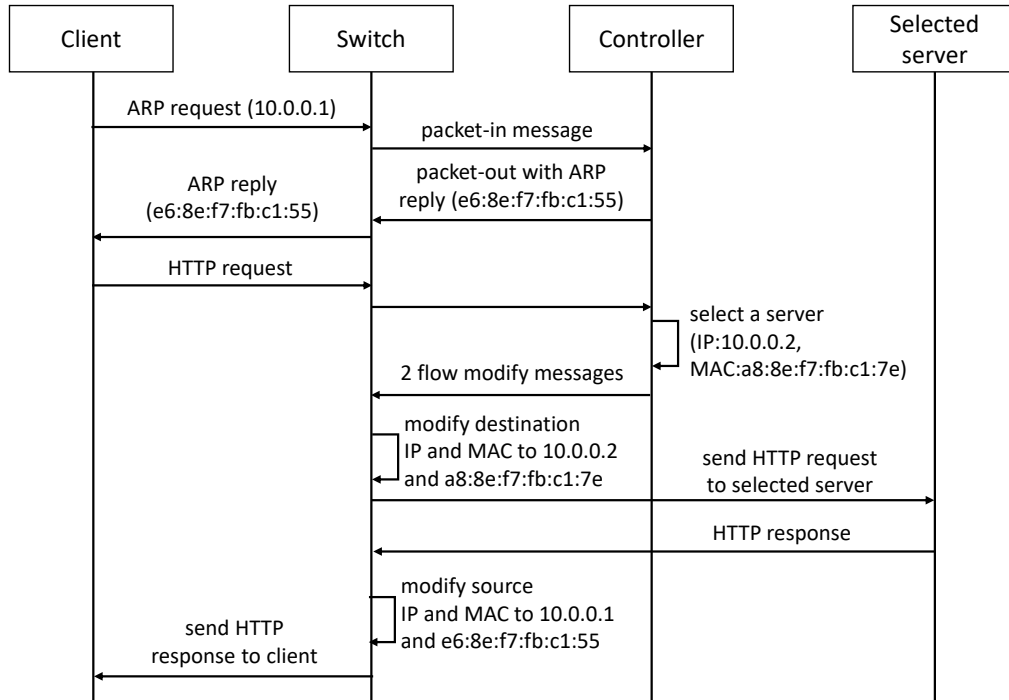 Client
Switch
Controller
Selected
server
ARP request (10.0.0.1)
packet-in message
packet-out with ARP
reply (e6:8e:f7:fb:c1:55)
ARP reply
(e6:8e:f7:fb:c1:55)
HTTP request
select a server
(IP:10.0.0.2,
MAC:a8:8e:f7:fb:c1:7e)
2 flow modify messages
modify destination
IP and MAC to 10.0.0.2
and a8:8e:f7:fb:c1:7e
send HTTP request
to selected server
HTTP response
modify source
IP and MAC to 10.0.0.1
and e6:8e:f7:fb:c1:55
send HTTP
response to client